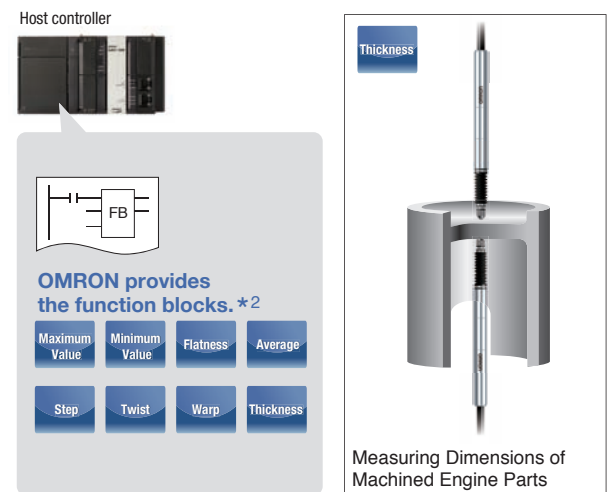 Host controller
FB
OMRON provides
the function blocks.*2
Maximum
Value
Minimum
Value
Flatness
Average
Step
Twist
Warp
Thickness
Thickness
Measuring Dimensions of
Machined Engine Parts